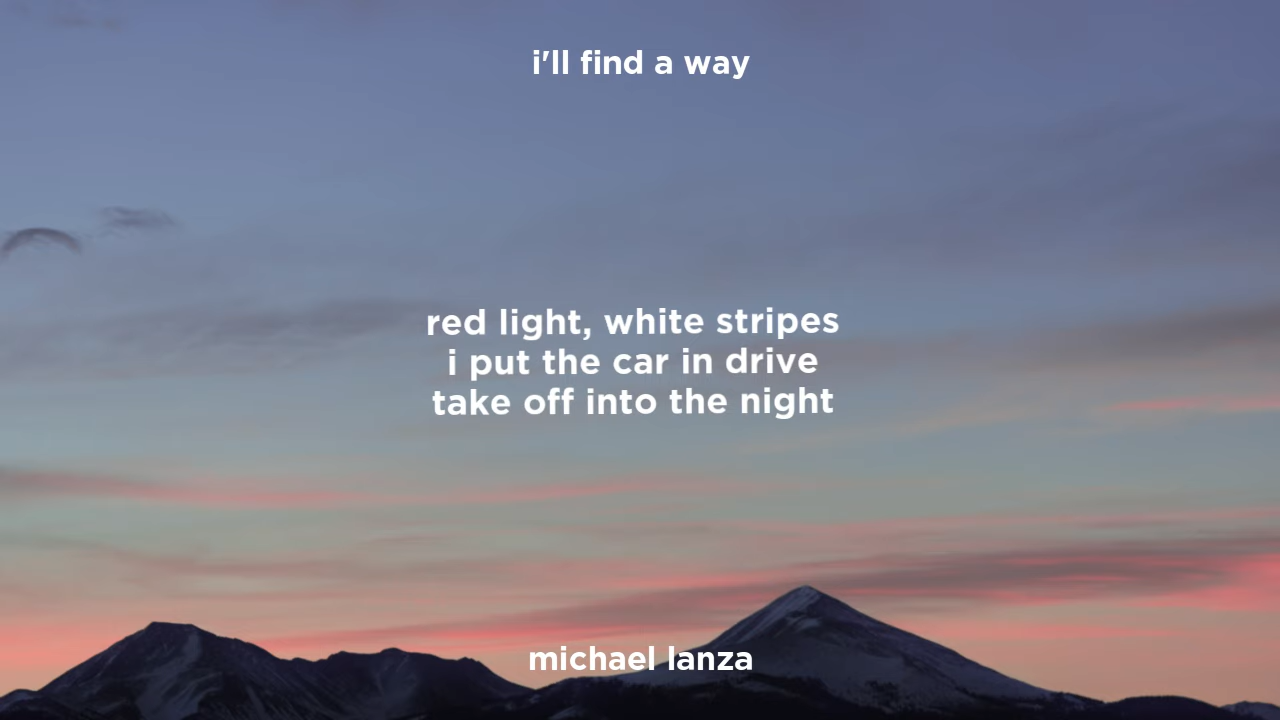 i'll find a way
red light, white stripes
i put the car in drive
take off into the night
michael lanza